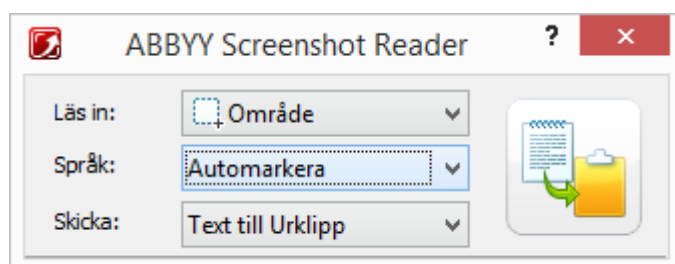 ABBYY Screenshot Reader ? ×
Läs in: Område
Språk: Automarkera
Skicka: Text till Urklipp